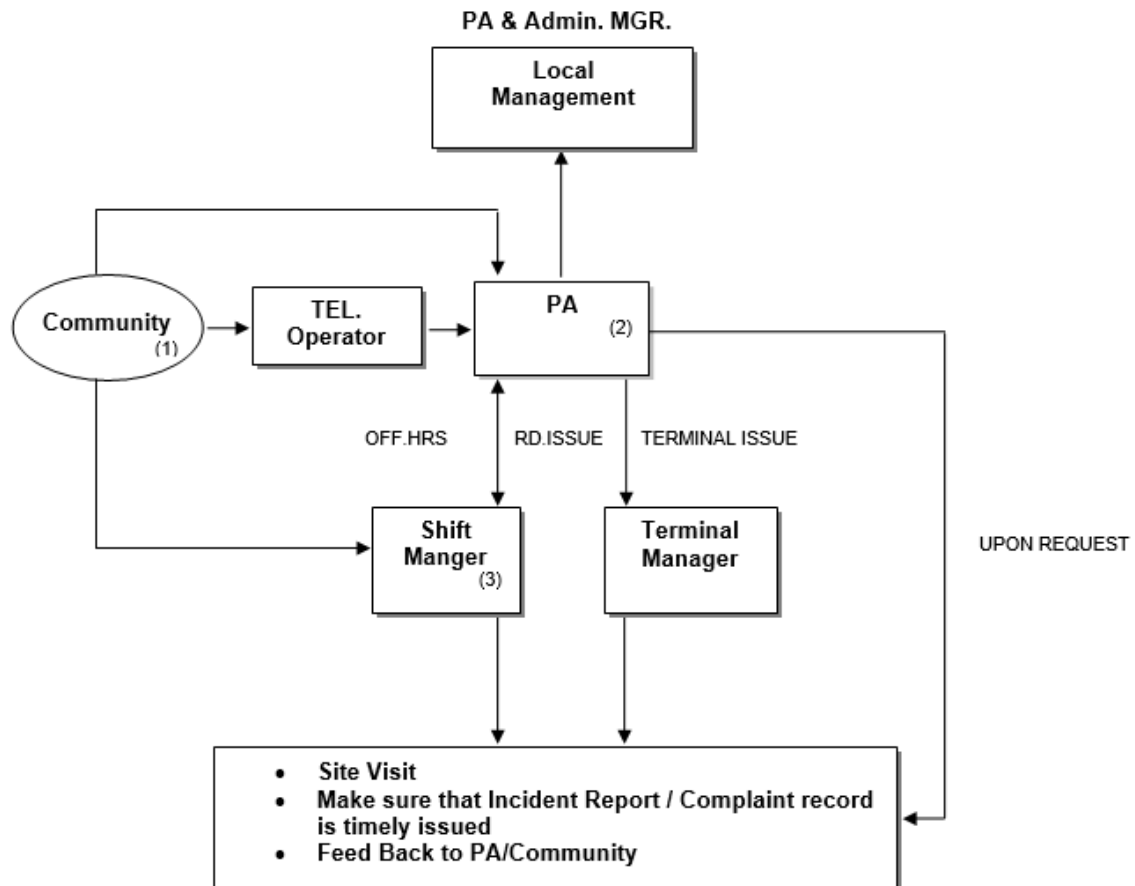 PA & Admin. MGR.
Local
Management
Community
(1)
TEL.
Operator
PA
(2)
OFF.HRS
RD.ISSUE
TERMINAL ISSUE
Shift
Manger
(3)
Terminal
Manager
UPON REQUEST
• Site Visit
• Make sure that Incident Report / Complaint record
is timely issued
• Feed Back to PA/Community